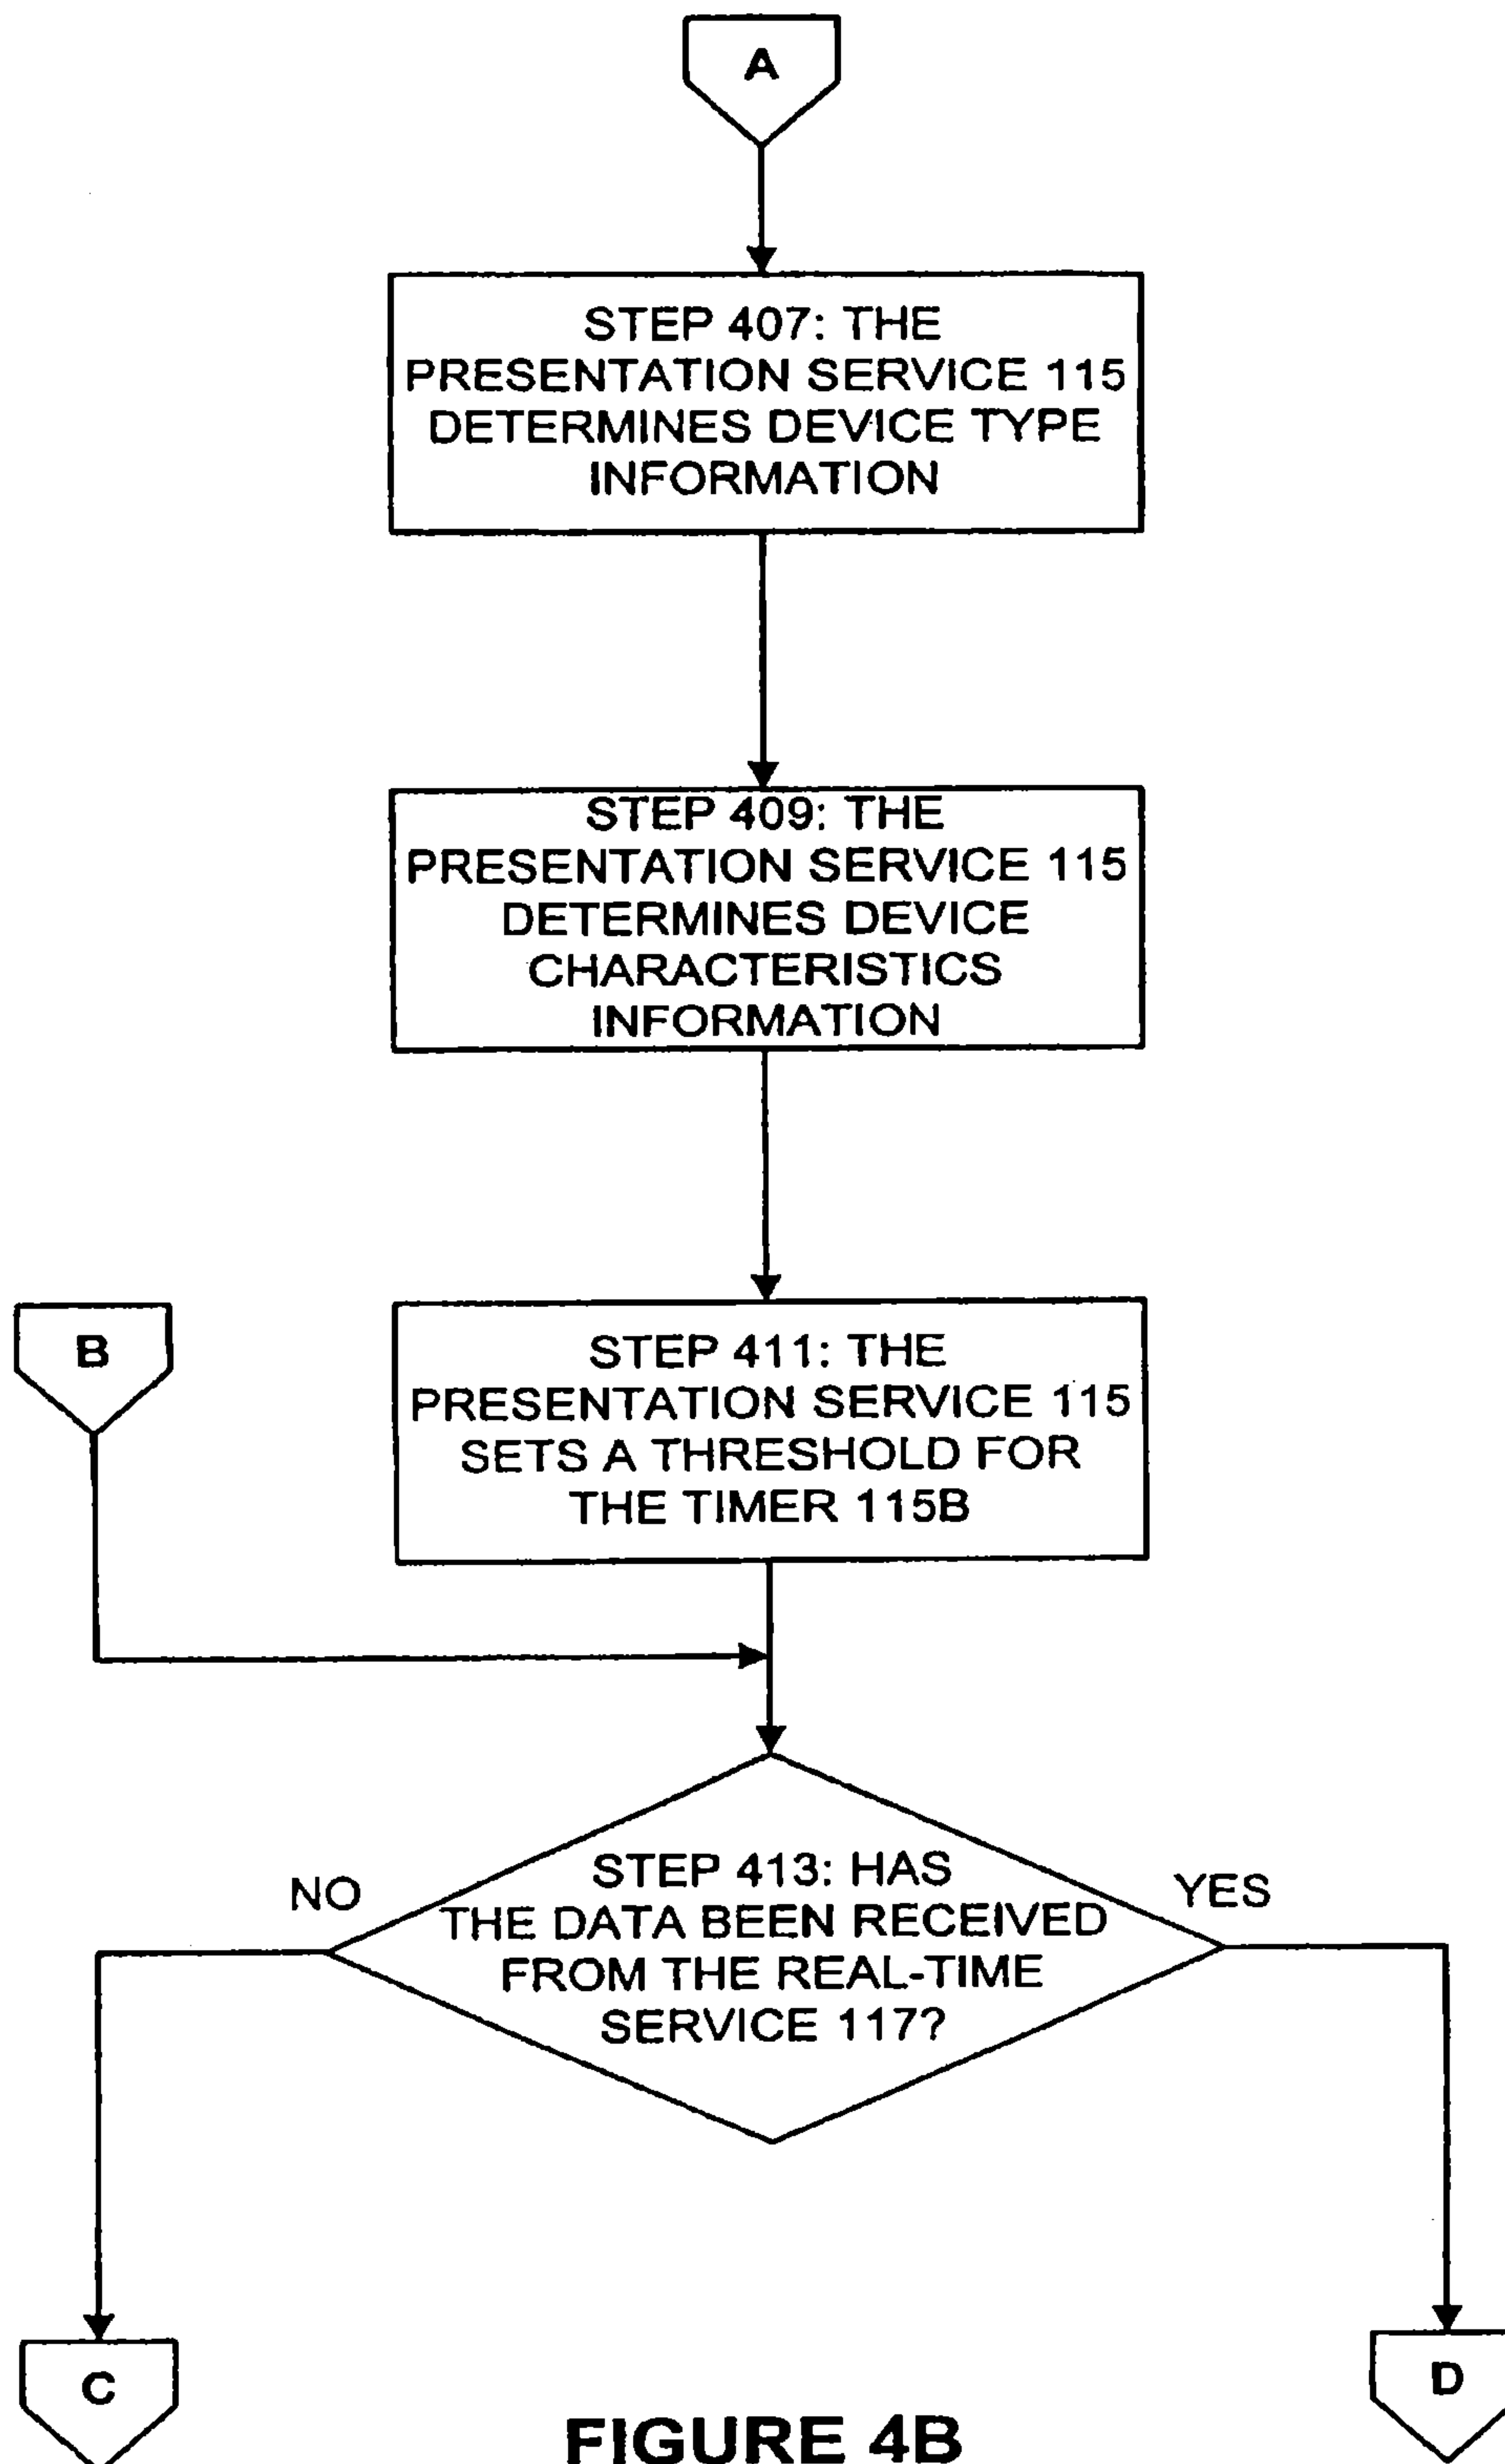 A
STEP 407: THE
PRESENTATION SERVICE 115
DETERMINES DEVICE TYPE
INFORMATION
STEP 409: THE
PRESENTATION SERVICE 115
DETERMINES DEVICE
CHARACTERISTICS
INFORMATION
B
STEP 411: THE
PRESENTATION SERVICE 115
SETS A THRESHOLD FOR
THE TIMER 115B
NO
STEP 413: HAS
THE DATA BEEN RECEIVED
FROM THE REAL-TIME
SERVICE 117?
YES
C
D
FIGURE 4B